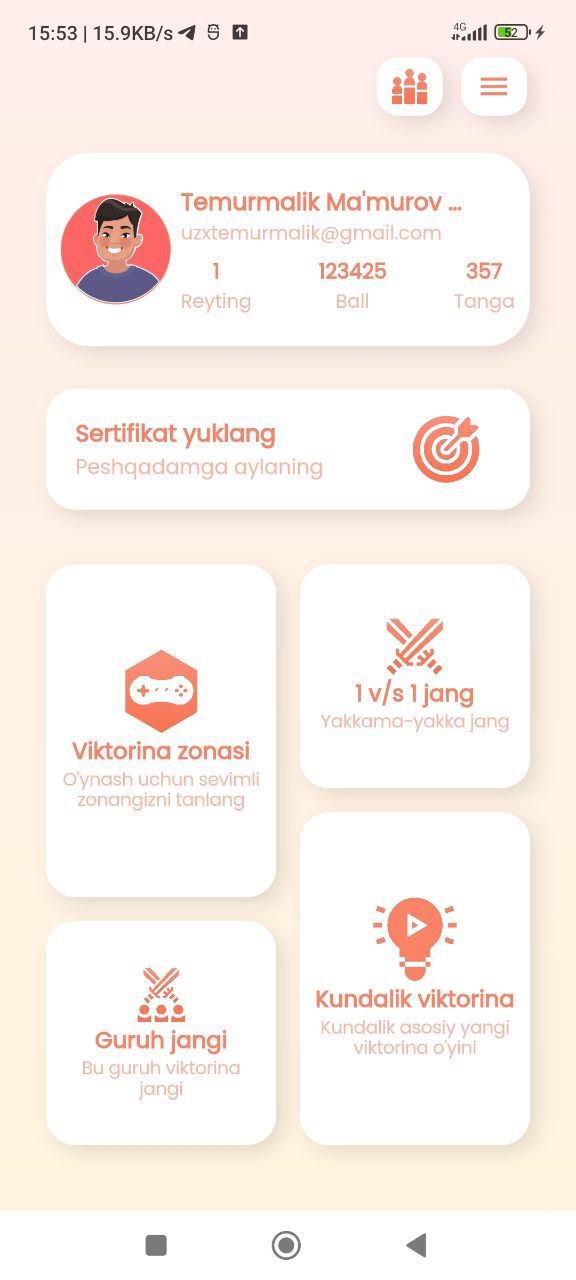 15:53 | 15.9KB/s
4G
52
Temurmalik Ma'murov ...
uzxtemurmalik@gmail.com
1 123425 357
Reyting Ball Tanga
Sertifikat yuklang
Peshqadamga aylaning
Viktorina zonasi
O'ynash uchun sevimli
zonangizni tanlang
1 v/s 1 jang
Yakkama-yakka jang
Guruh jangi
Bu guruh viktorina
jangi
Kundalik viktorina
Kundalik asosiy yangi
viktorina o'yini